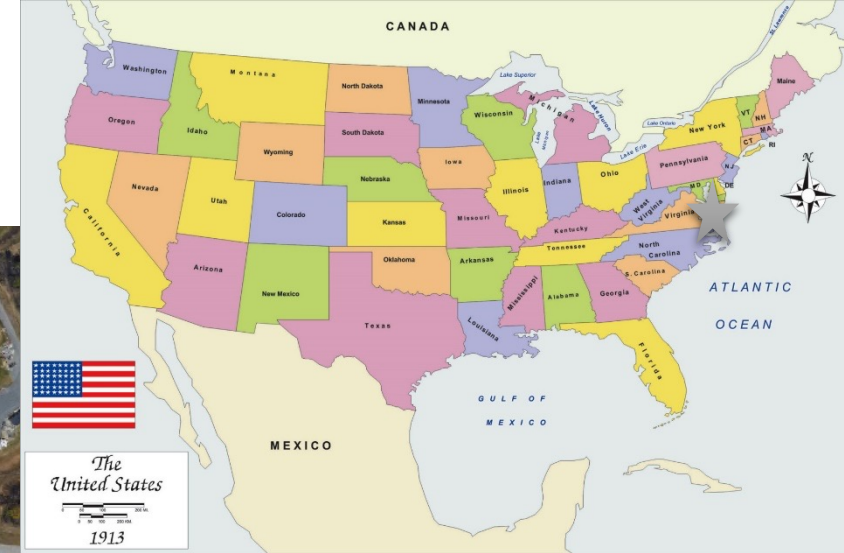 CANADA
Washington
Montana
North Dakota
Minnesota
Lake Superior
Michigan
Lake Huron
St. Lawrence
Maine
Oregon
Idaho
Wyoming
South Dakota
Wisconsin
Lake
Michigan
Lake Ontario
New York
VT
NH
MA
CT
RI
Lake Erie
Nevada
Utah
Colorado
Nebraska
Iowa
Illinois
Indiana
Ohio
Pennsylvania
NJ
MD
DE
N
California
Kansas
Missouri
Kentucky
West
Virginia
Virginia
Arizona
New Mexico
Oklahoma
Arkansas
Tennessee
North
Carolina
S. Carolina
Texas
Louisiana
Mississippi
Alabama
Georgia
Florida
ATLANTIC
OCEAN
GULF OF
MEXICO
MEXICO
The
United States
1913